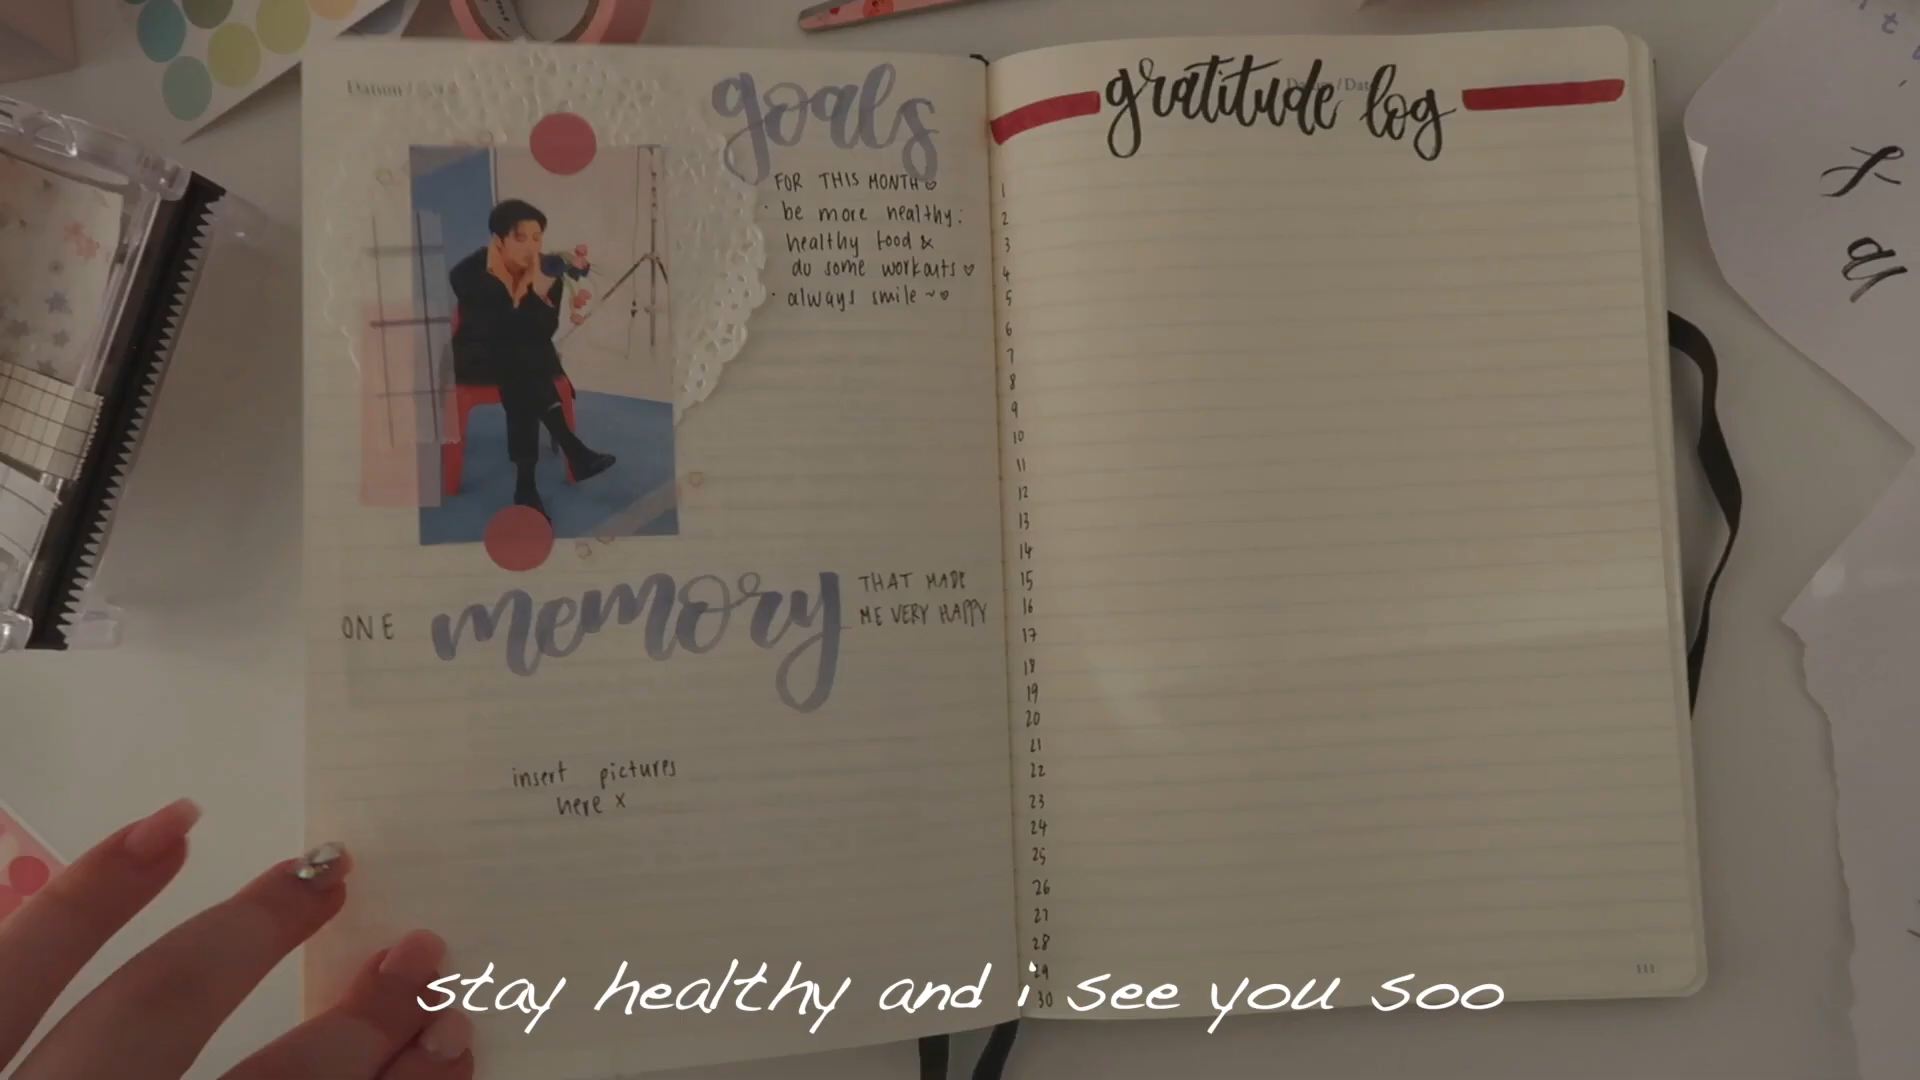 goals
FOR THIS MONTH ♡
· be more healthy:
healthy food &
do some workouts ♡
· always smile ~♡
ONE memory THAT MADE
ME VERY HAPPY
insert pictures
here x
gratitude log
1
2
3
4
5
6
7
8
9
10
11
12
13
14
15
16
17
18
19
20
21
22
23
24
25
26
27
28
29
30
111
stay healthy and i see you soo